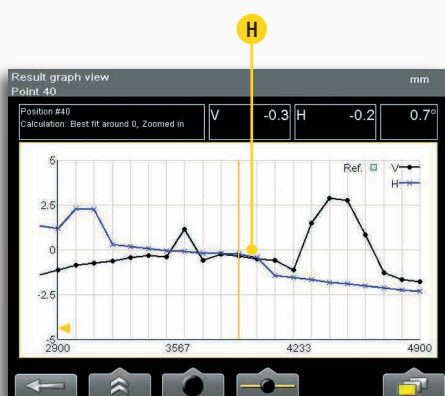 H
Result graph view
mm
Point 40
Position #40
Calculation: Best fit around 0, Zoomed in
V -0.3
H -0.2
0.7°
Ref. V
H
5
2.5
0
-2.5
-5
2900 3567 4233 4900